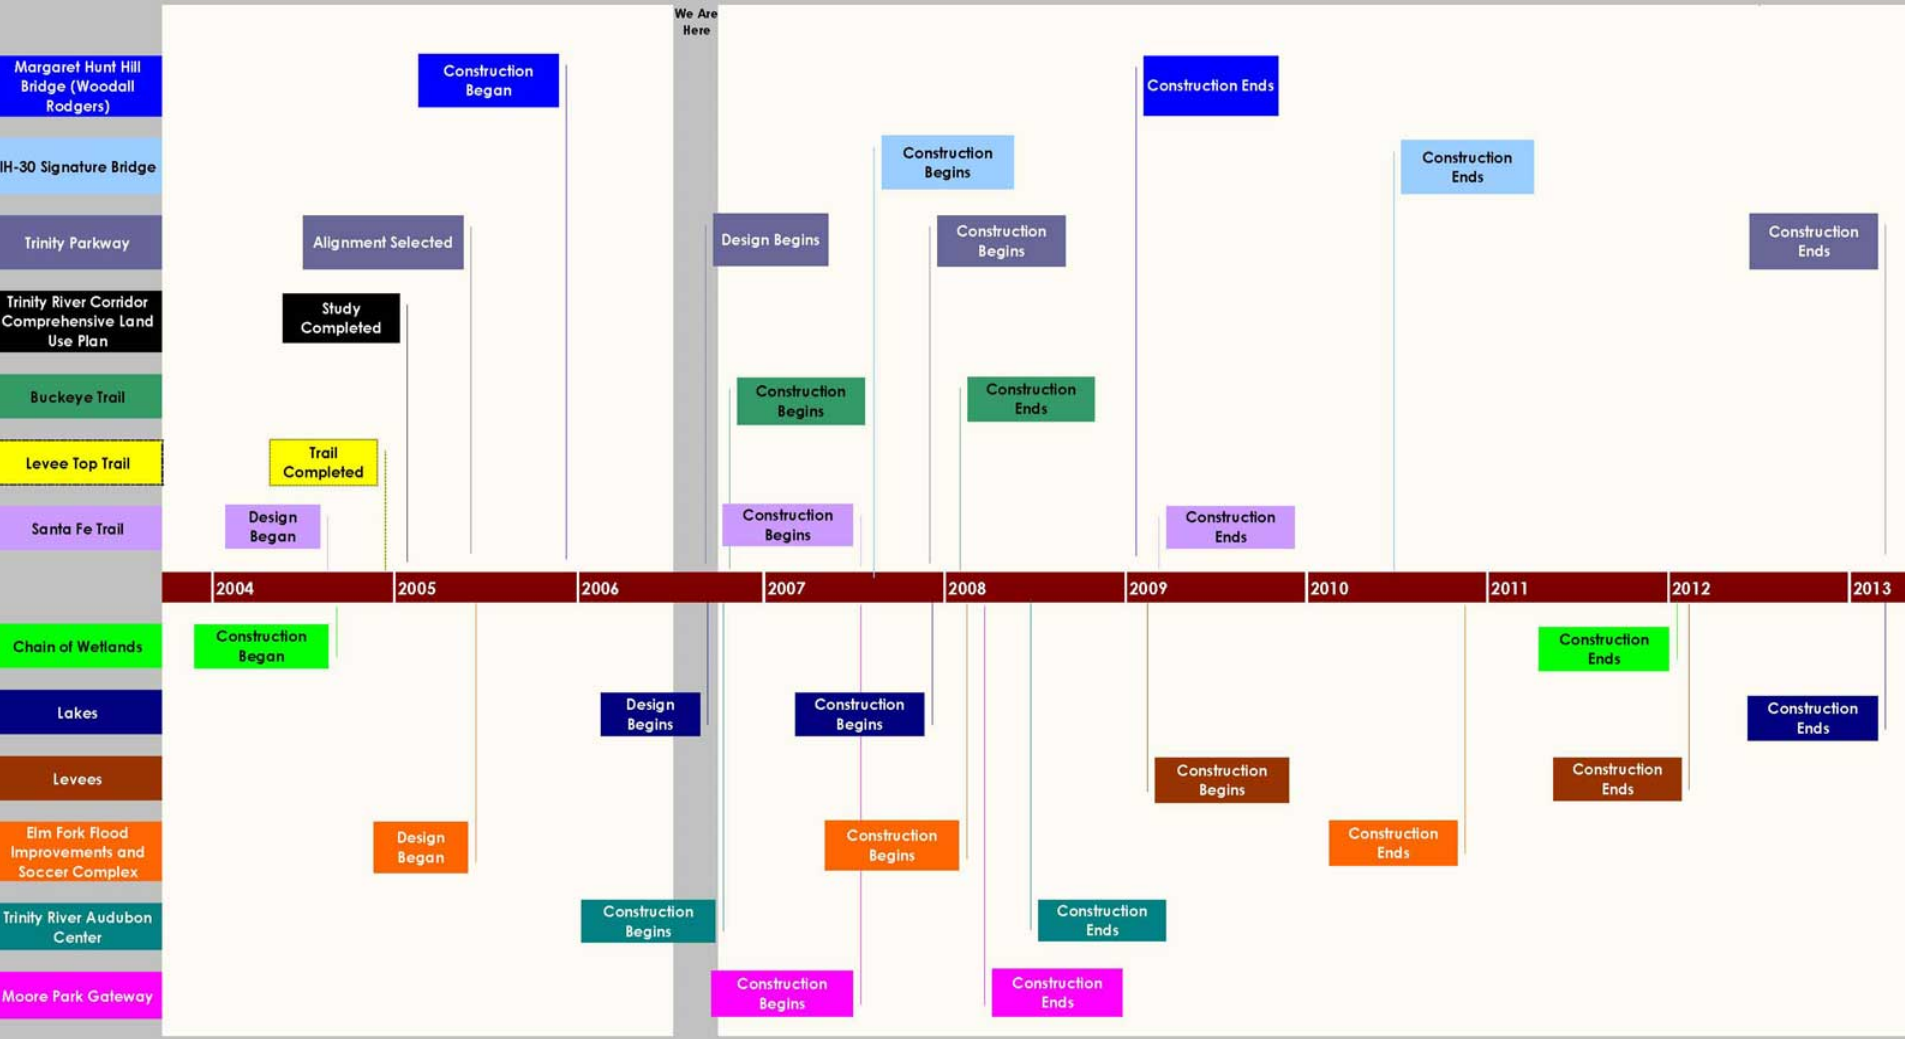 We Are
Here
Margaret Hunt Hill
Bridge (Woodall
Rodgers)
Construction
Began
Construction Ends
IH-30 Signature Bridge
Construction
Begins
Construction
Ends
Trinity Parkway
Alignment Selected
Design Begins
Construction
Begins
Construction
Ends
Trinity River Corridor
Comprehensive Land
Use Plan
Study
Completed
Buckeye Trail
Construction
Begins
Construction
Ends
Levee Top Trail
Trail
Completed
Santa Fe Trail
Design
Began
Construction
Begins
Construction
Ends
2004 2005 2006 2007 2008 2009 2010 2011 2012 2013
Chain of Wetlands
Construction
Began
Construction
Ends
Lakes
Design
Begins
Construction
Begins
Construction
Ends
Levees
Construction
Begins
Construction
Ends
Elm Fork Flood
Improvements and
Soccer Complex
Design
Began
Construction
Begins
Construction
Ends
Trinity River Audubon
Center
Construction
Begins
Construction
Ends
Moore Park Gateway
Construction
Begins
Construction
Ends